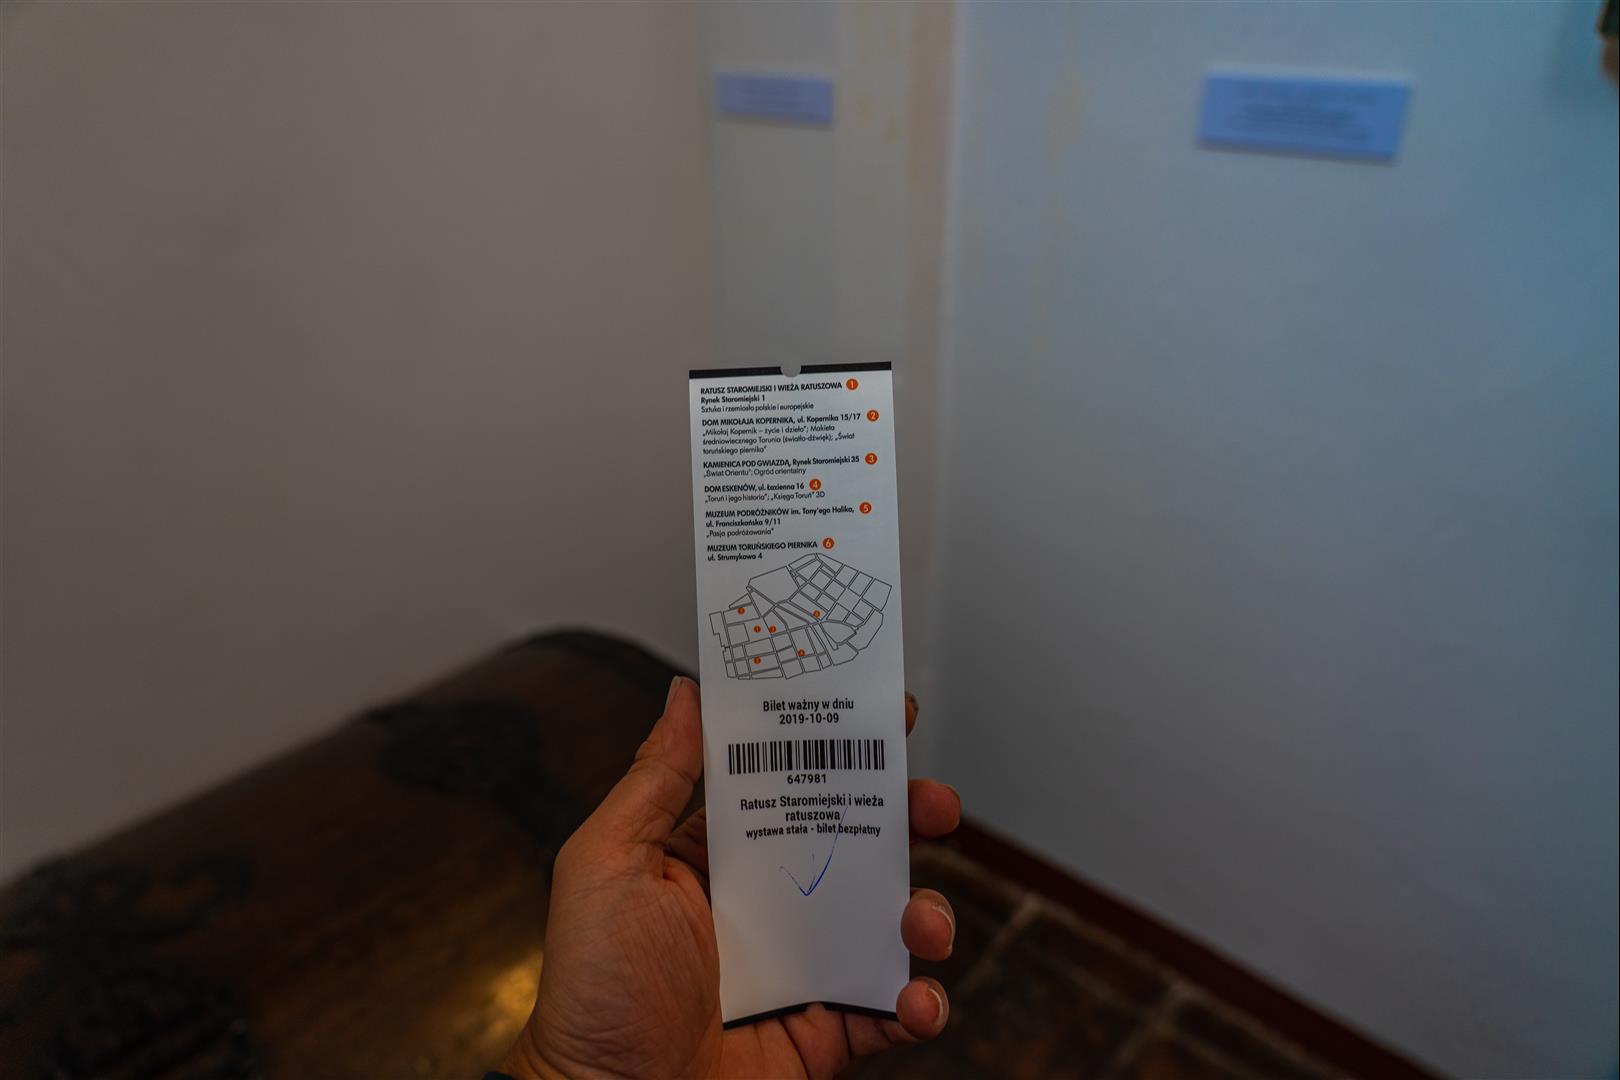 RATUSZ STAROMIEJSKI I WIEŻA RATUSZOWA 1
Rynek Staromiejski 1
Sztuka i rzemiosło polskie i europejskie
DOM MIKOŁAJA KOPERNIKA, ul. Kopernika 15/17 2
„Mikołaj Kopernik – życie i dzieło”; Makieta
średniowiecznego Torunia (światło-dźwięk); „Świat
toruńskiego piernika”
KAMIENICA POD GWIAZDĄ, Rynek Staromiejski 35 3
„Świat Orientu”; Ogród orientalny
DOM ESKENÓW, ul. Łazienna 16 4
„Toruń i jego historia”; „Księga Toruń” 3D
MUZEUM PODRÓŻNIKÓW im. Tony'ego Halika, 5
ul. Franciszkańska 9/11
„Pasja podróżowania”
MUZEUM TORUŃSKIEGO PIERNIKA 6
ul. Strumykowa 4
Bilet ważny w dniu
2019-10-09
647981
Ratusz Staromiejski i wieża
ratuszowa
wystawa stała - bilet bezpłatny